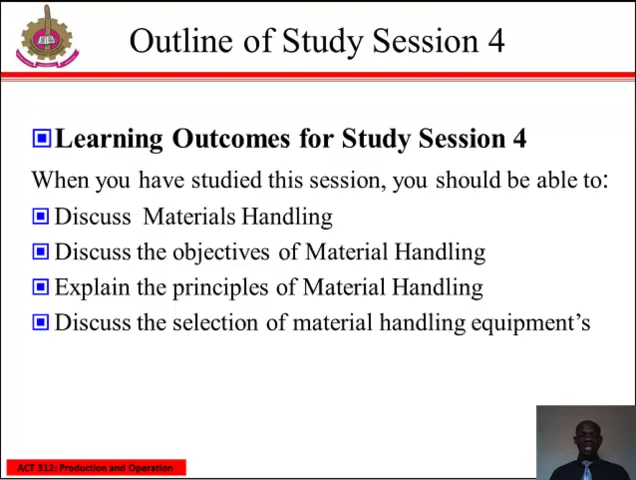 Outline of Study Session 4
Learning Outcomes for Study Session 4
When you have studied this session, you should be able to:
Discuss Materials Handling
Discuss the objectives of Material Handling
Explain the principles of Material Handling
Discuss the selection of material handling equipment's
ACT 312: Production and Operation